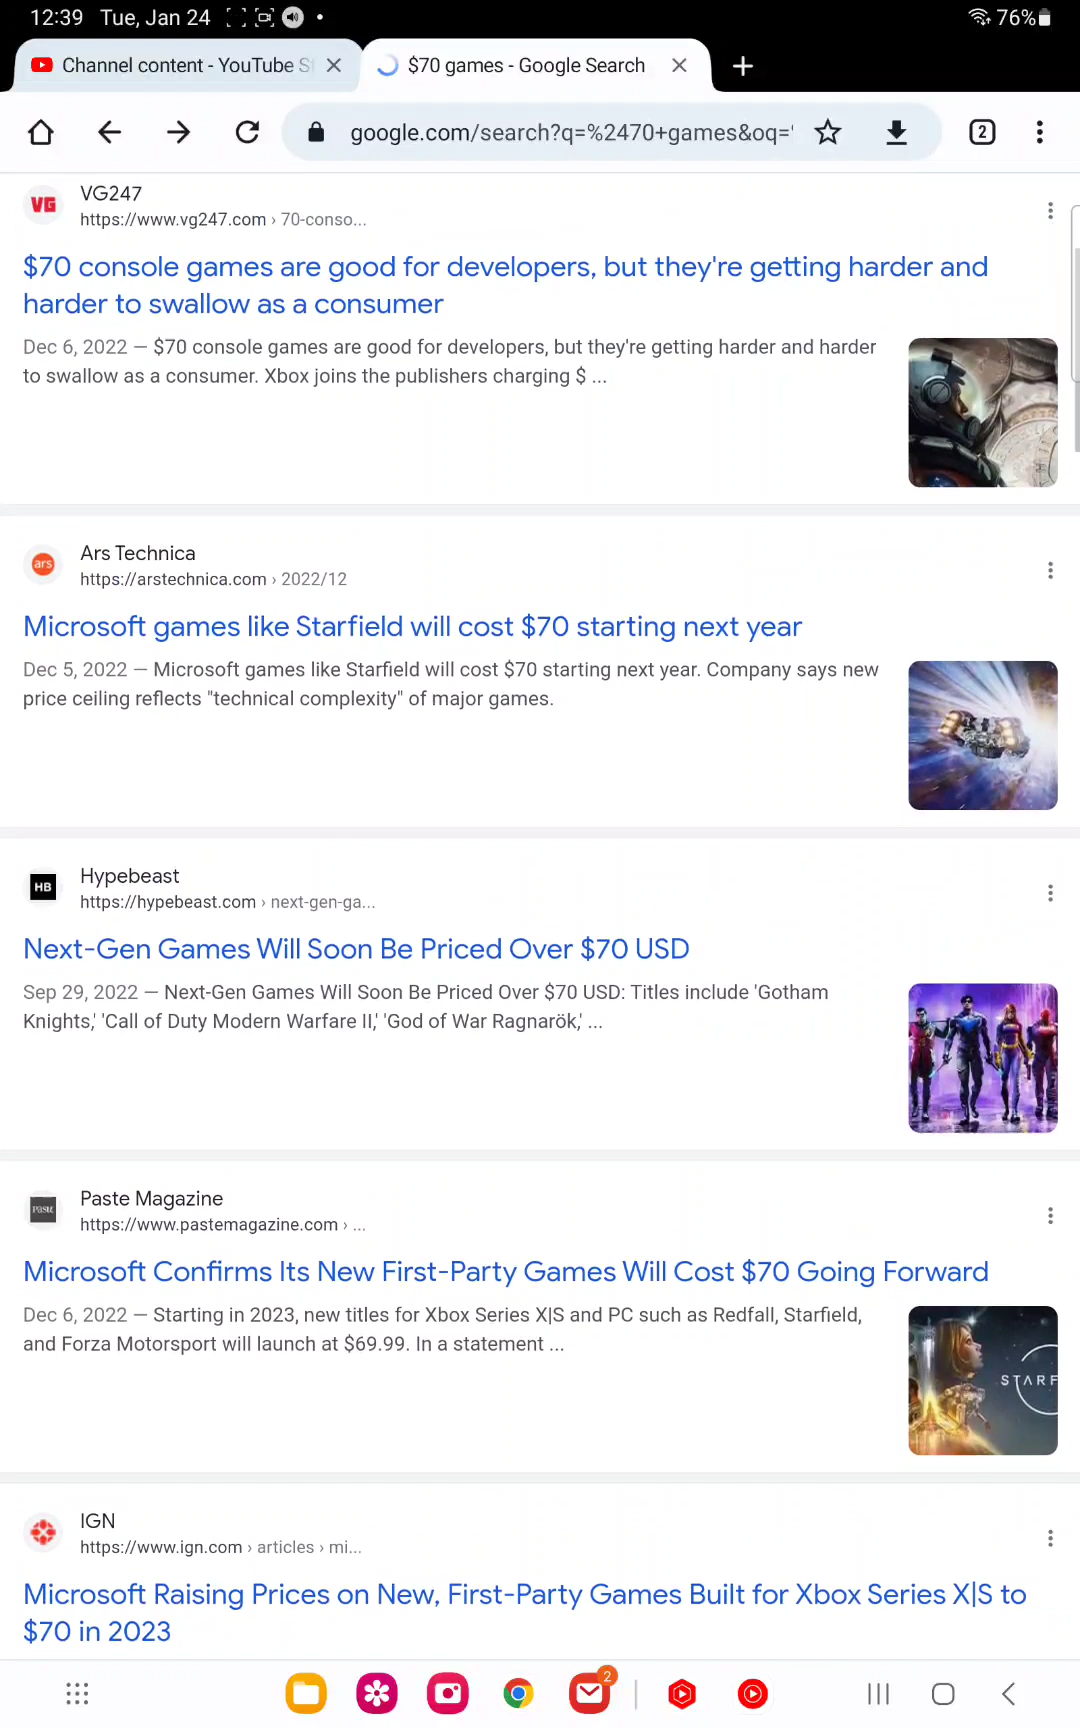 12:39 Tue, Jan 24 76%
Channel content - YouTube S
$70 games - Google Search
google.com/search?q=%2470+games&oq='
2
VG
VG247
https://www.vg247.com › 70-conso...
$70 console games are good for developers, but they're getting harder and
harder to swallow as a consumer
Dec 6, 2022 — $70 console games are good for developers, but they're getting harder and harder
to swallow as a consumer. Xbox joins the publishers charging $ ...
ars
Ars Technica
https://arstechnica.com › 2022/12
Microsoft games like Starfield will cost $70 starting next year
Dec 5, 2022 — Microsoft games like Starfield will cost $70 starting next year. Company says new
price ceiling reflects "technical complexity" of major games.
HB
Hypebeast
https://hypebeast.com › next-gen-ga...
Next-Gen Games Will Soon Be Priced Over $70 USD
Sep 29, 2022 — Next-Gen Games Will Soon Be Priced Over $70 USD: Titles include 'Gotham
Knights,' 'Call of Duty Modern Warfare II,' 'God of War Ragnarök,' ...
Paste
Paste Magazine
https://www.pastemagazine.com › ...
Microsoft Confirms Its New First-Party Games Will Cost $70 Going Forward
Dec 6, 2022 — Starting in 2023, new titles for Xbox Series X|S and PC such as Redfall, Starfield,
and Forza Motorsport will launch at $69.99. In a statement ...
STARF
IGN
https://www.ign.com › articles › mi...
Microsoft Raising Prices on New, First-Party Games Built for Xbox Series X|S to
$70 in 2023
2